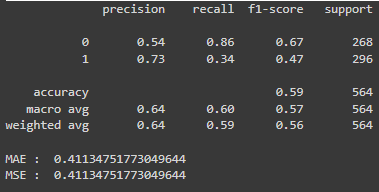 precision recall f1-score support
0 0.54 0.86 0.67 268
1 0.73 0.34 0.47 296
accuracy 0.59 564
macro avg 0.64 0.60 0.57 564
weighted avg 0.64 0.59 0.56 564
MAE : 0.41134751773049644
MSE : 0.41134751773049644